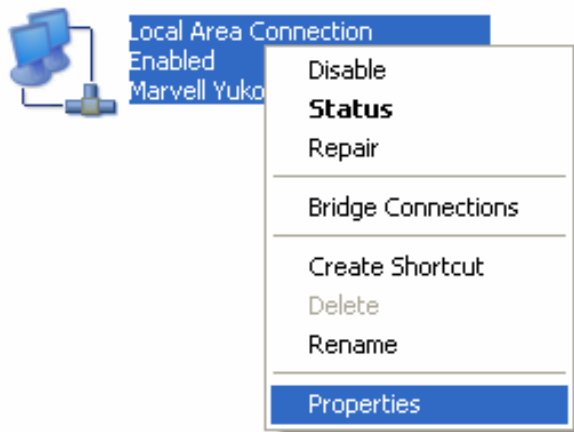 Local Area Connection
Enabled
Marvell Yuko
Disable
Status
Repair
Bridge Connections
Create Shortcut
Delete
Rename
Properties